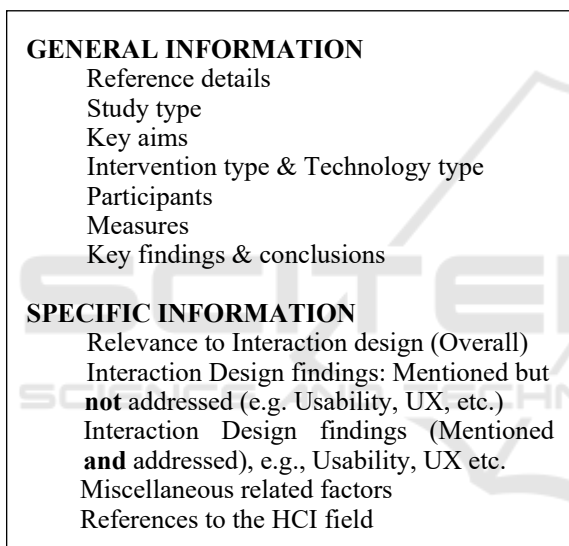 GENERAL INFORMATION
Reference details
Study type
Key aims
Intervention type & Technology type
Participants
Measures
Key findings & conclusions
SPECIFIC INFORMATION
Relevance to Interaction design (Overall)
Interaction Design findings: Mentioned but
not addressed (e.g. Usability, UX, etc.)
Interaction Design findings (Mentioned
and addressed), e.g., Usability, UX etc.
Miscellaneous related factors
References to the HCI field